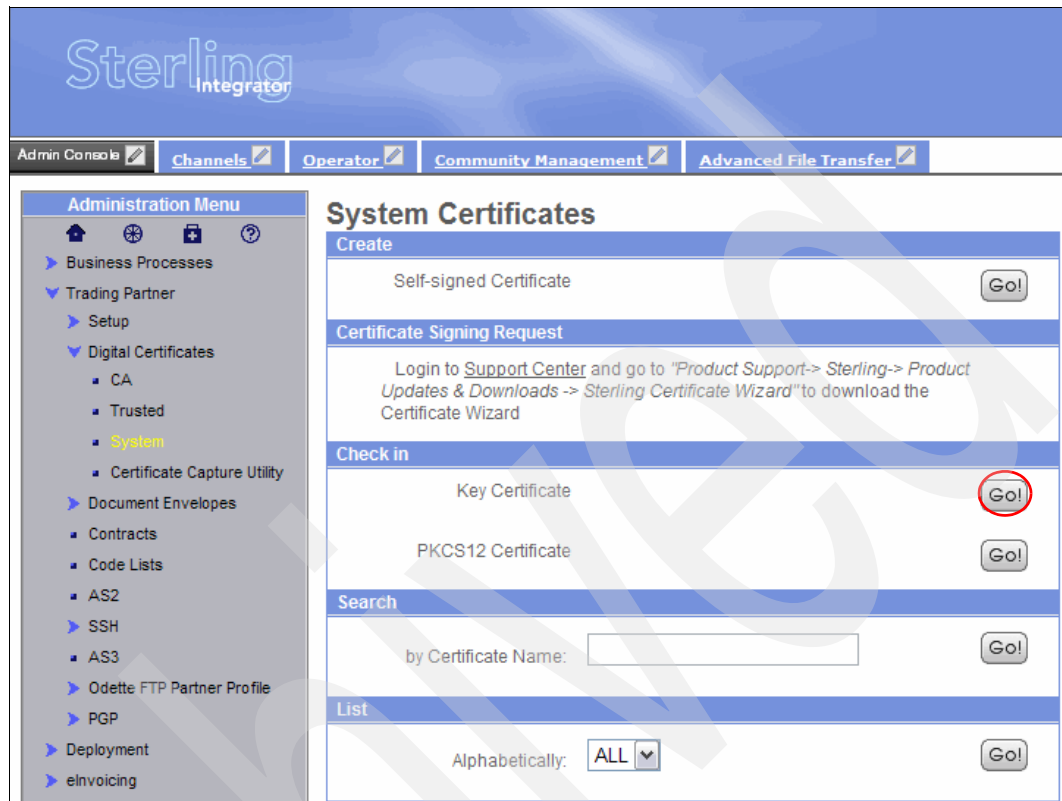 Sterling
Integrator
Admin Console
Channels
Operator
Community Management
Advanced File Transfer
Administration Menu
Business Processes
Trading Partner
Setup
Digital Certificates
CA
Trusted
System
Certificate Capture Utility
Document Envelopes
Contracts
Code Lists
AS2
SSH
AS3
Odette FTP Partner Profile
PGP
Deployment
eInvoicing
System Certificates
Create
Self-signed Certificate
Go!
Certificate Signing Request
Login to Support Center and go to "Product Support-> Sterling-> Product
Updates & Downloads -> Sterling Certificate Wizard" to download the
Certificate Wizard
Check in
Key Certificate
Go!
PKCS12 Certificate
Go!
Search
by Certificate Name:
Go!
List
Alphabetically:
ALL
Go!